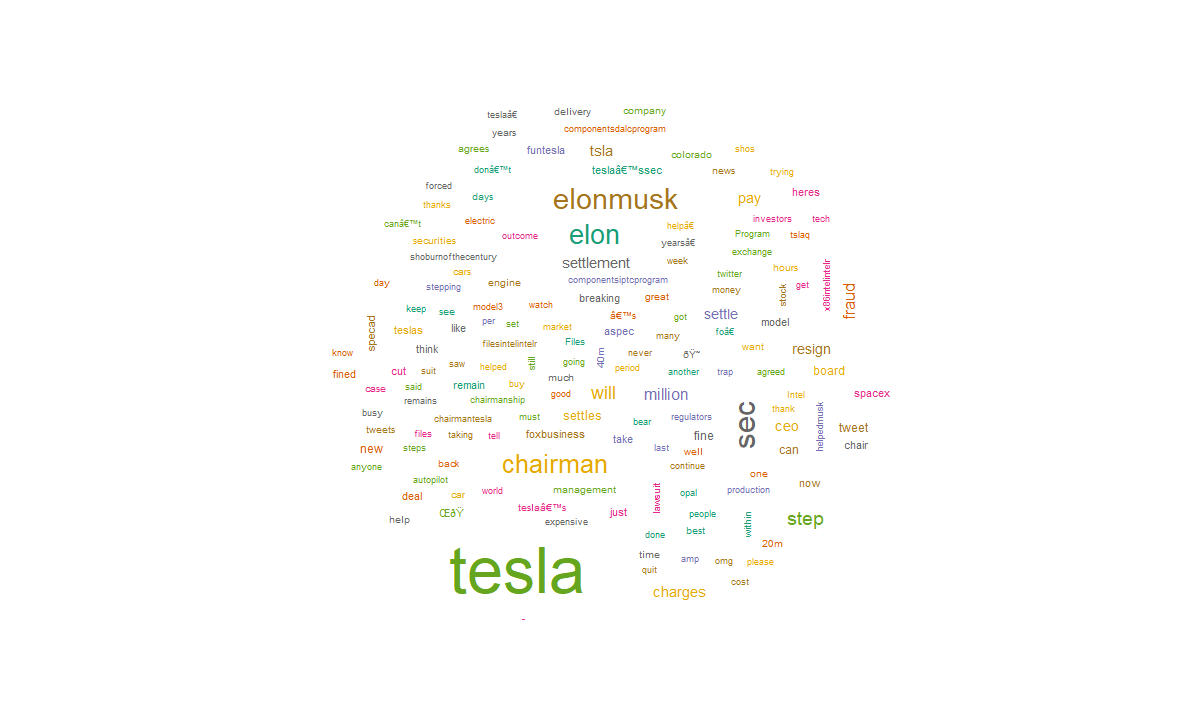 teslaâ€ delivery company
years componentsdalcprogram
agrees funtesla tsla colorado shos
donâ€™t teslaâ€™ssec news trying
forced days elonmusk pay heres
thanks
canâ€™t electric helpâ€ investors tech
securities outcome elon yearsâ€ Program tslaq
shoburnofthecentury settlement week exchange
cars twitter hours x86intelintelr
day stepping engine componentsiptcprogram money stock get
breaking great fraud
keep see model3 watch â€™s got settle model
specad teslas like per set market aspec many foâ€
think filesintelintelr Files never ðŸ˜ want resign
know saw still going 40m period
fined cut suit helped another trap agreed board
case said remain buy much
remains chairmanship good will million Intel spacex
busy chairmantesla must settles bear regulators sec thank helpedmusk
tweets files taking tell foxbusiness take fine ceo tweet
new steps last well can chair
anyone back chairman continue
autopilot one
deal car world management lawsuit opal production now
help teslaâ€™s just people within step
ŒðŸ expensive done best
time 20m
tesla quit amp omg please
charges cost
-